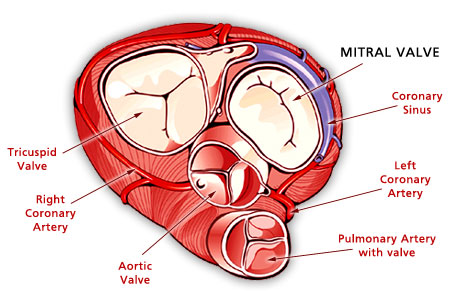 MITRAL VALVE
Coronary
Sinus
Tricuspid
Valve
Left
Coronary
Artery
Right
Coronary
Artery
Pulmonary Artery
with valve
Aortic
Valve